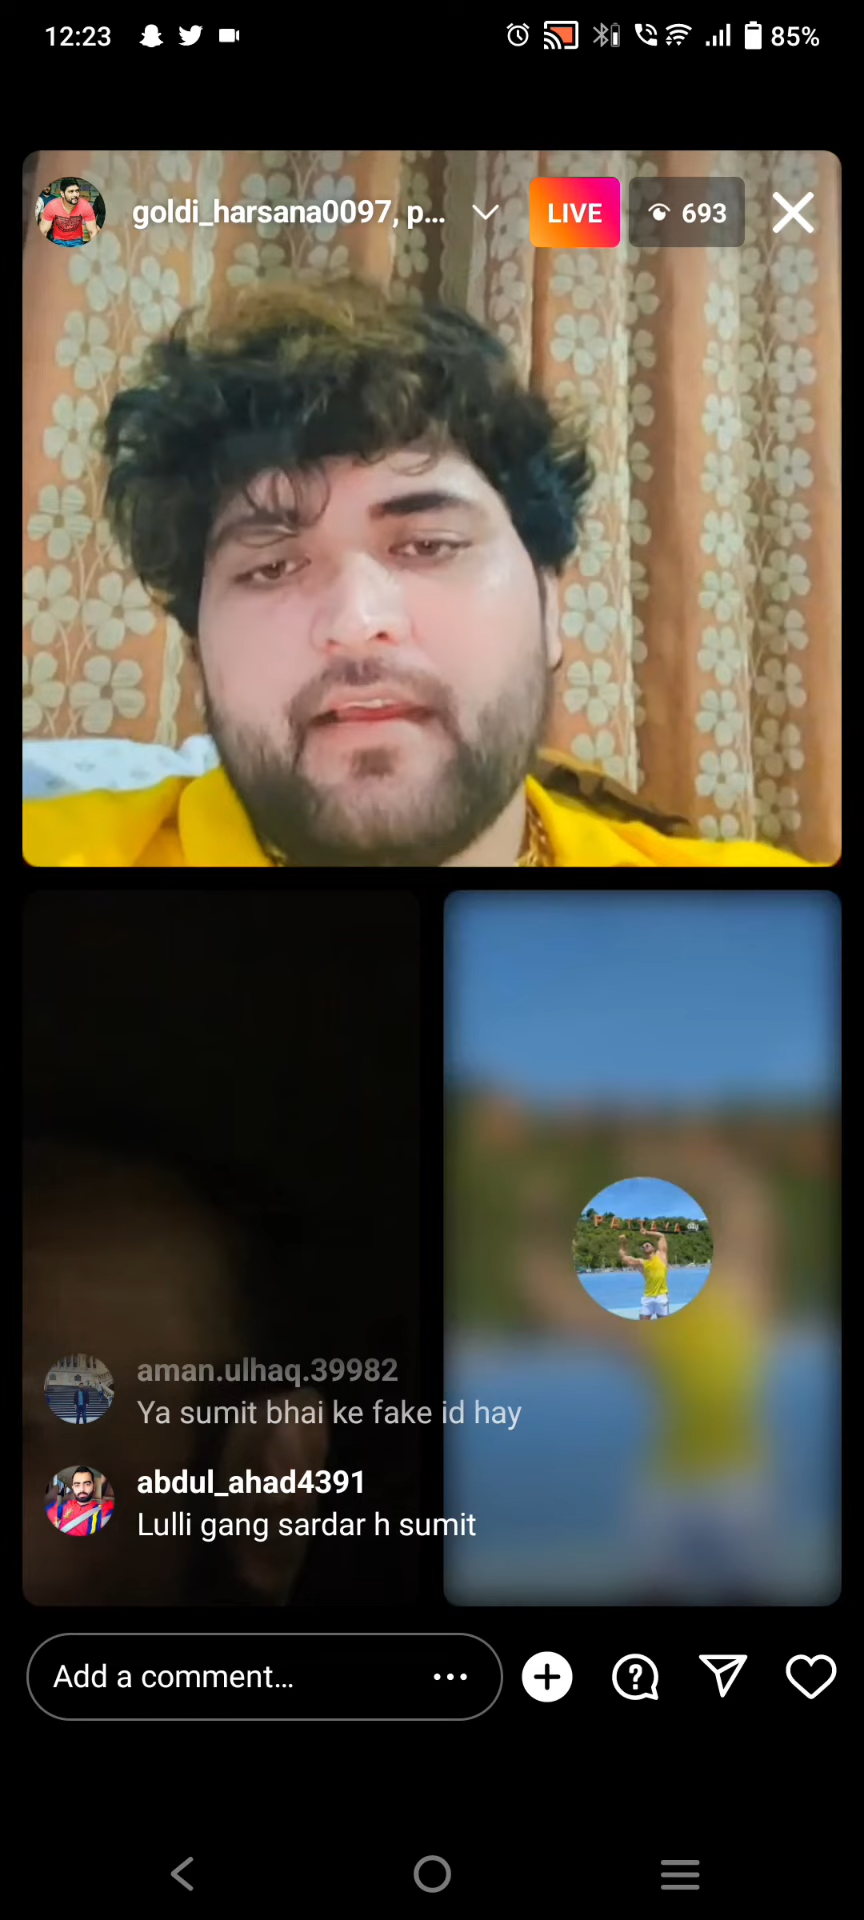 12:23
85%
goldi_harsana0097, p...
LIVE
693
PATTAYA
aman.ulhaq.39982
Ya sumit bhai ke fake id hay
abdul_ahad4391
Lulli gang sardar h sumit
Add a comment...